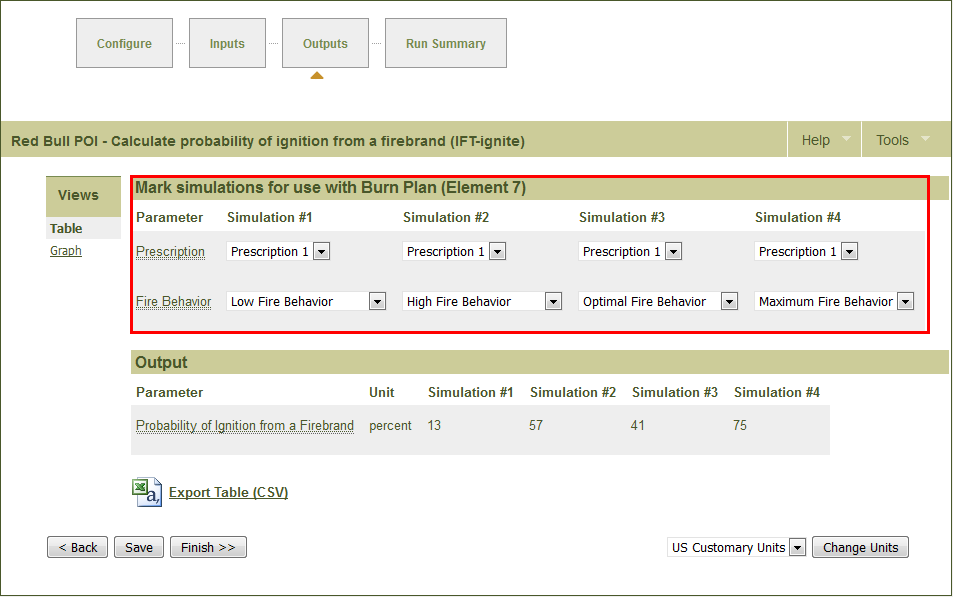 Configure Inputs Outputs Run Summary
Red Bull POI - Calculate probability of ignition from a firebrand (IFT-ignite) Help Tools
Views
Table
Graph
Mark simulations for use with Burn Plan (Element 7)
Parameter Simulation #1 Simulation #2 Simulation #3 Simulation #4
Prescription Prescription 1 Prescription 1 Prescription 1 Prescription 1
Fire Behavior Low Fire Behavior High Fire Behavior Optimal Fire Behavior Maximum Fire Behavior
Output
Parameter Unit Simulation #1 Simulation #2 Simulation #3 Simulation #4
Probability of Ignition from a Firebrand percent 13 57 41 75
a,
Export Table (CSV)
< Back Save Finish >> US Customary Units Change Units